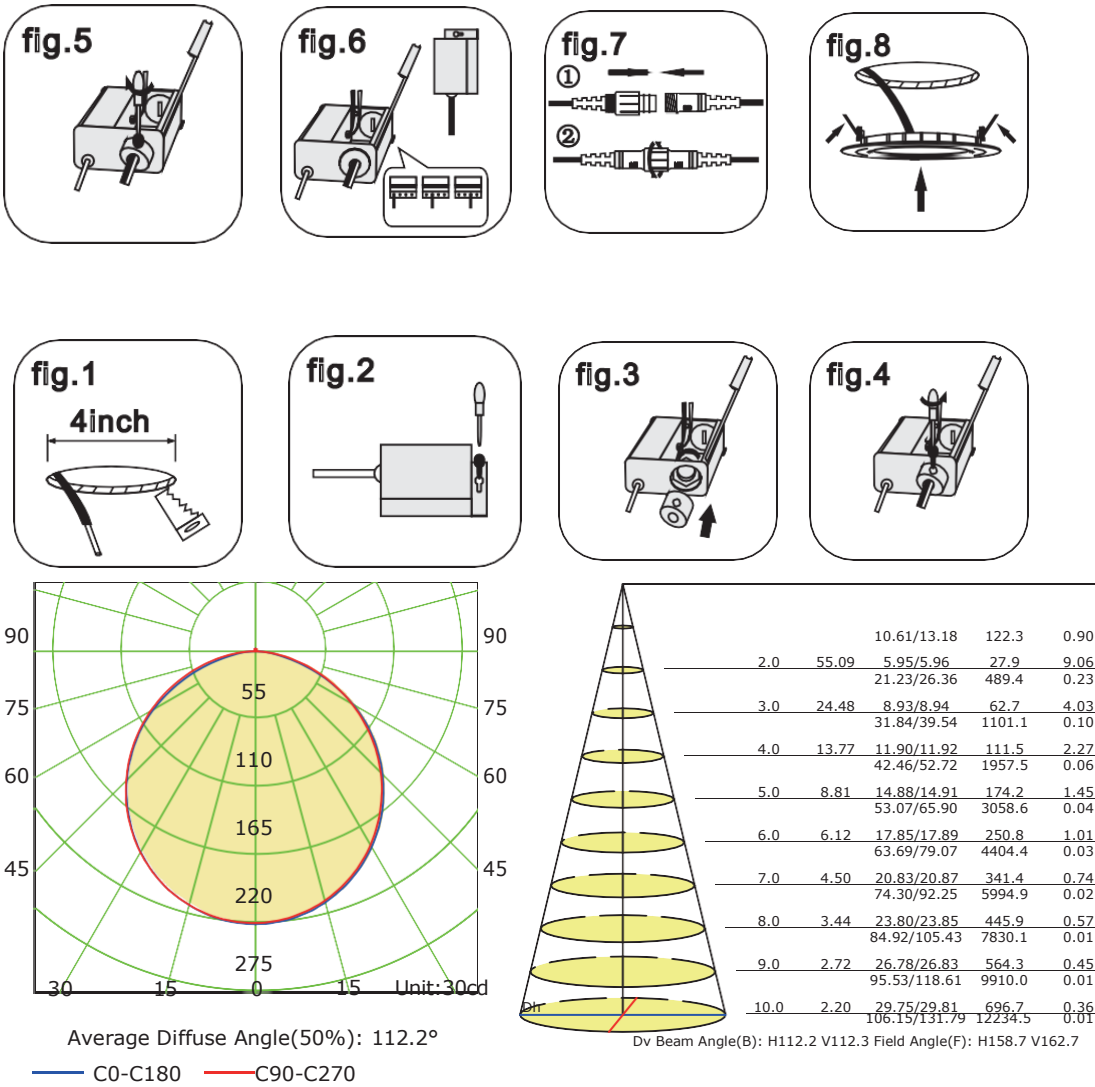 fig.5
fig.6
fig.7
①
②
fig.8
fig.1
4inch
fig.2
fig.3
fig.4
90 90
55
75 75
110
60 60
165
45 45
220
275
30 15 0 15 Unit:30cd
Average Diffuse Angle(50%): 112.2°
C0-C180 C90-C270
10.61/13.18 122.3 0.90
2.0 55.09 5.95/5.96 27.9 9.06
21.23/26.36 489.4 0.23
3.0 24.48 8.93/8.94 62.7 4.03
31.84/39.54 1101.1 0.10
4.0 13.77 11.90/11.92 111.5 2.27
42.46/52.72 1957.5 0.06
5.0 8.81 14.88/14.91 174.2 1.45
53.07/65.90 3058.6 0.04
6.0 6.12 17.85/17.89 250.8 1.01
63.69/79.07 4404.4 0.03
7.0 4.50 20.83/20.87 341.4 0.74
74.30/92.25 5994.9 0.02
8.0 3.44 23.80/23.85 445.9 0.57
84.92/105.43 7830.1 0.01
9.0 2.72 26.78/26.83 564.3 0.45
95.53/118.61 9910.0 0.01
Dh 10.0 2.20 29.75/29.81 696.7 0.36
106.15/131.79 12234.5 0.01
Dv Beam Angle(B): H112.2 V112.3 Field Angle(F): H158.7 V162.7